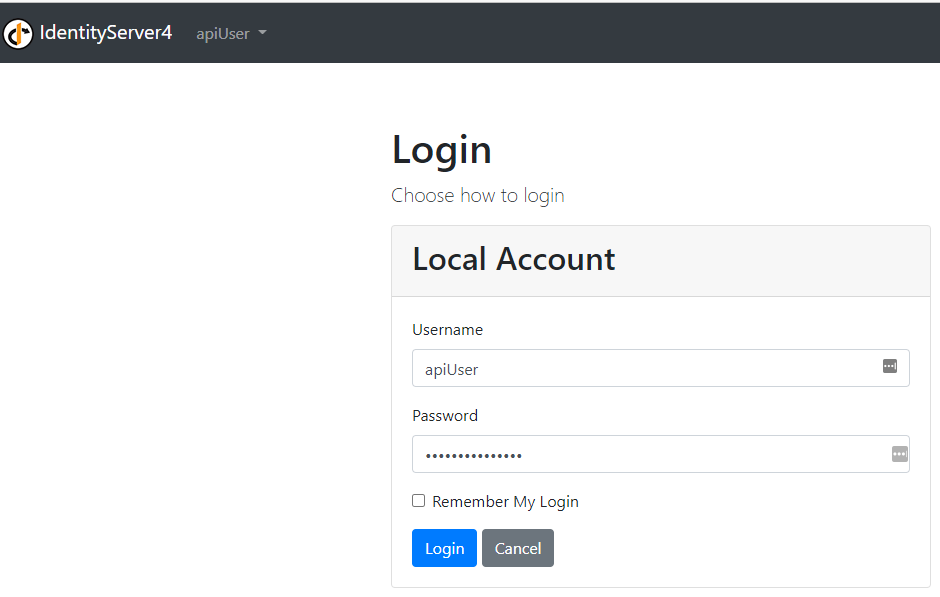 IdentityServer4 apiUser
Login
Choose how to login
Local Account
Username
apiUser
Password
•••••••••••••••
Remember My Login
Login Cancel